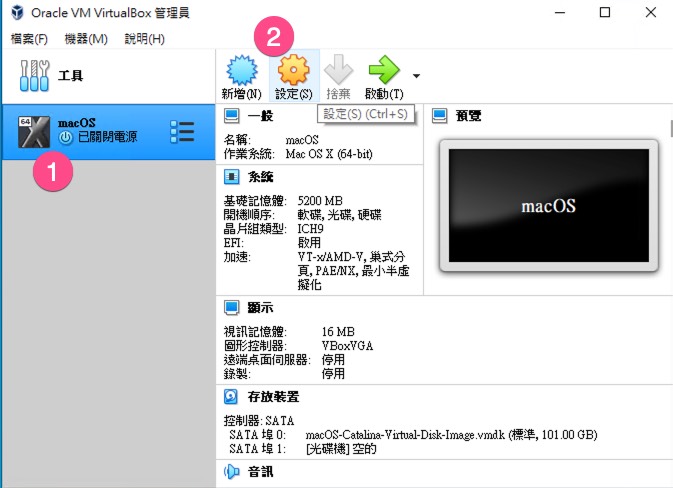 Oracle VM VirtualBox 管理員
檔案(F) 機器(M) 說明(H)
2
工具
新增(N) 設定(S) 捨棄 啟動(T)
設定(S) (Ctrl+S)
64
macOS
已關閉電源
1
一般
名稱: macOS
作業系統: Mac OS X (64-bit)
預覽
macOS
系統
基礎記憶體: 5200 MB
開機順序: 軟碟, 光碟, 硬碟
晶片組類型: ICH9
EFI: 啟用
加速: VT-x/AMD-V, 巢式分
頁, PAE/NX, 最小半虛
擬化
顯示
視訊記憶體: 16 MB
圖形控制器: VBoxVGA
遠端桌面伺服器: 停用
錄製: 停用
存放裝置
控制器: SATA
SATA 埠 0: macOS-Catalina-Virtual-Disk-Image.vmdk (標準, 101.00 GB)
SATA 埠 1: [光碟機] 空的
音訊